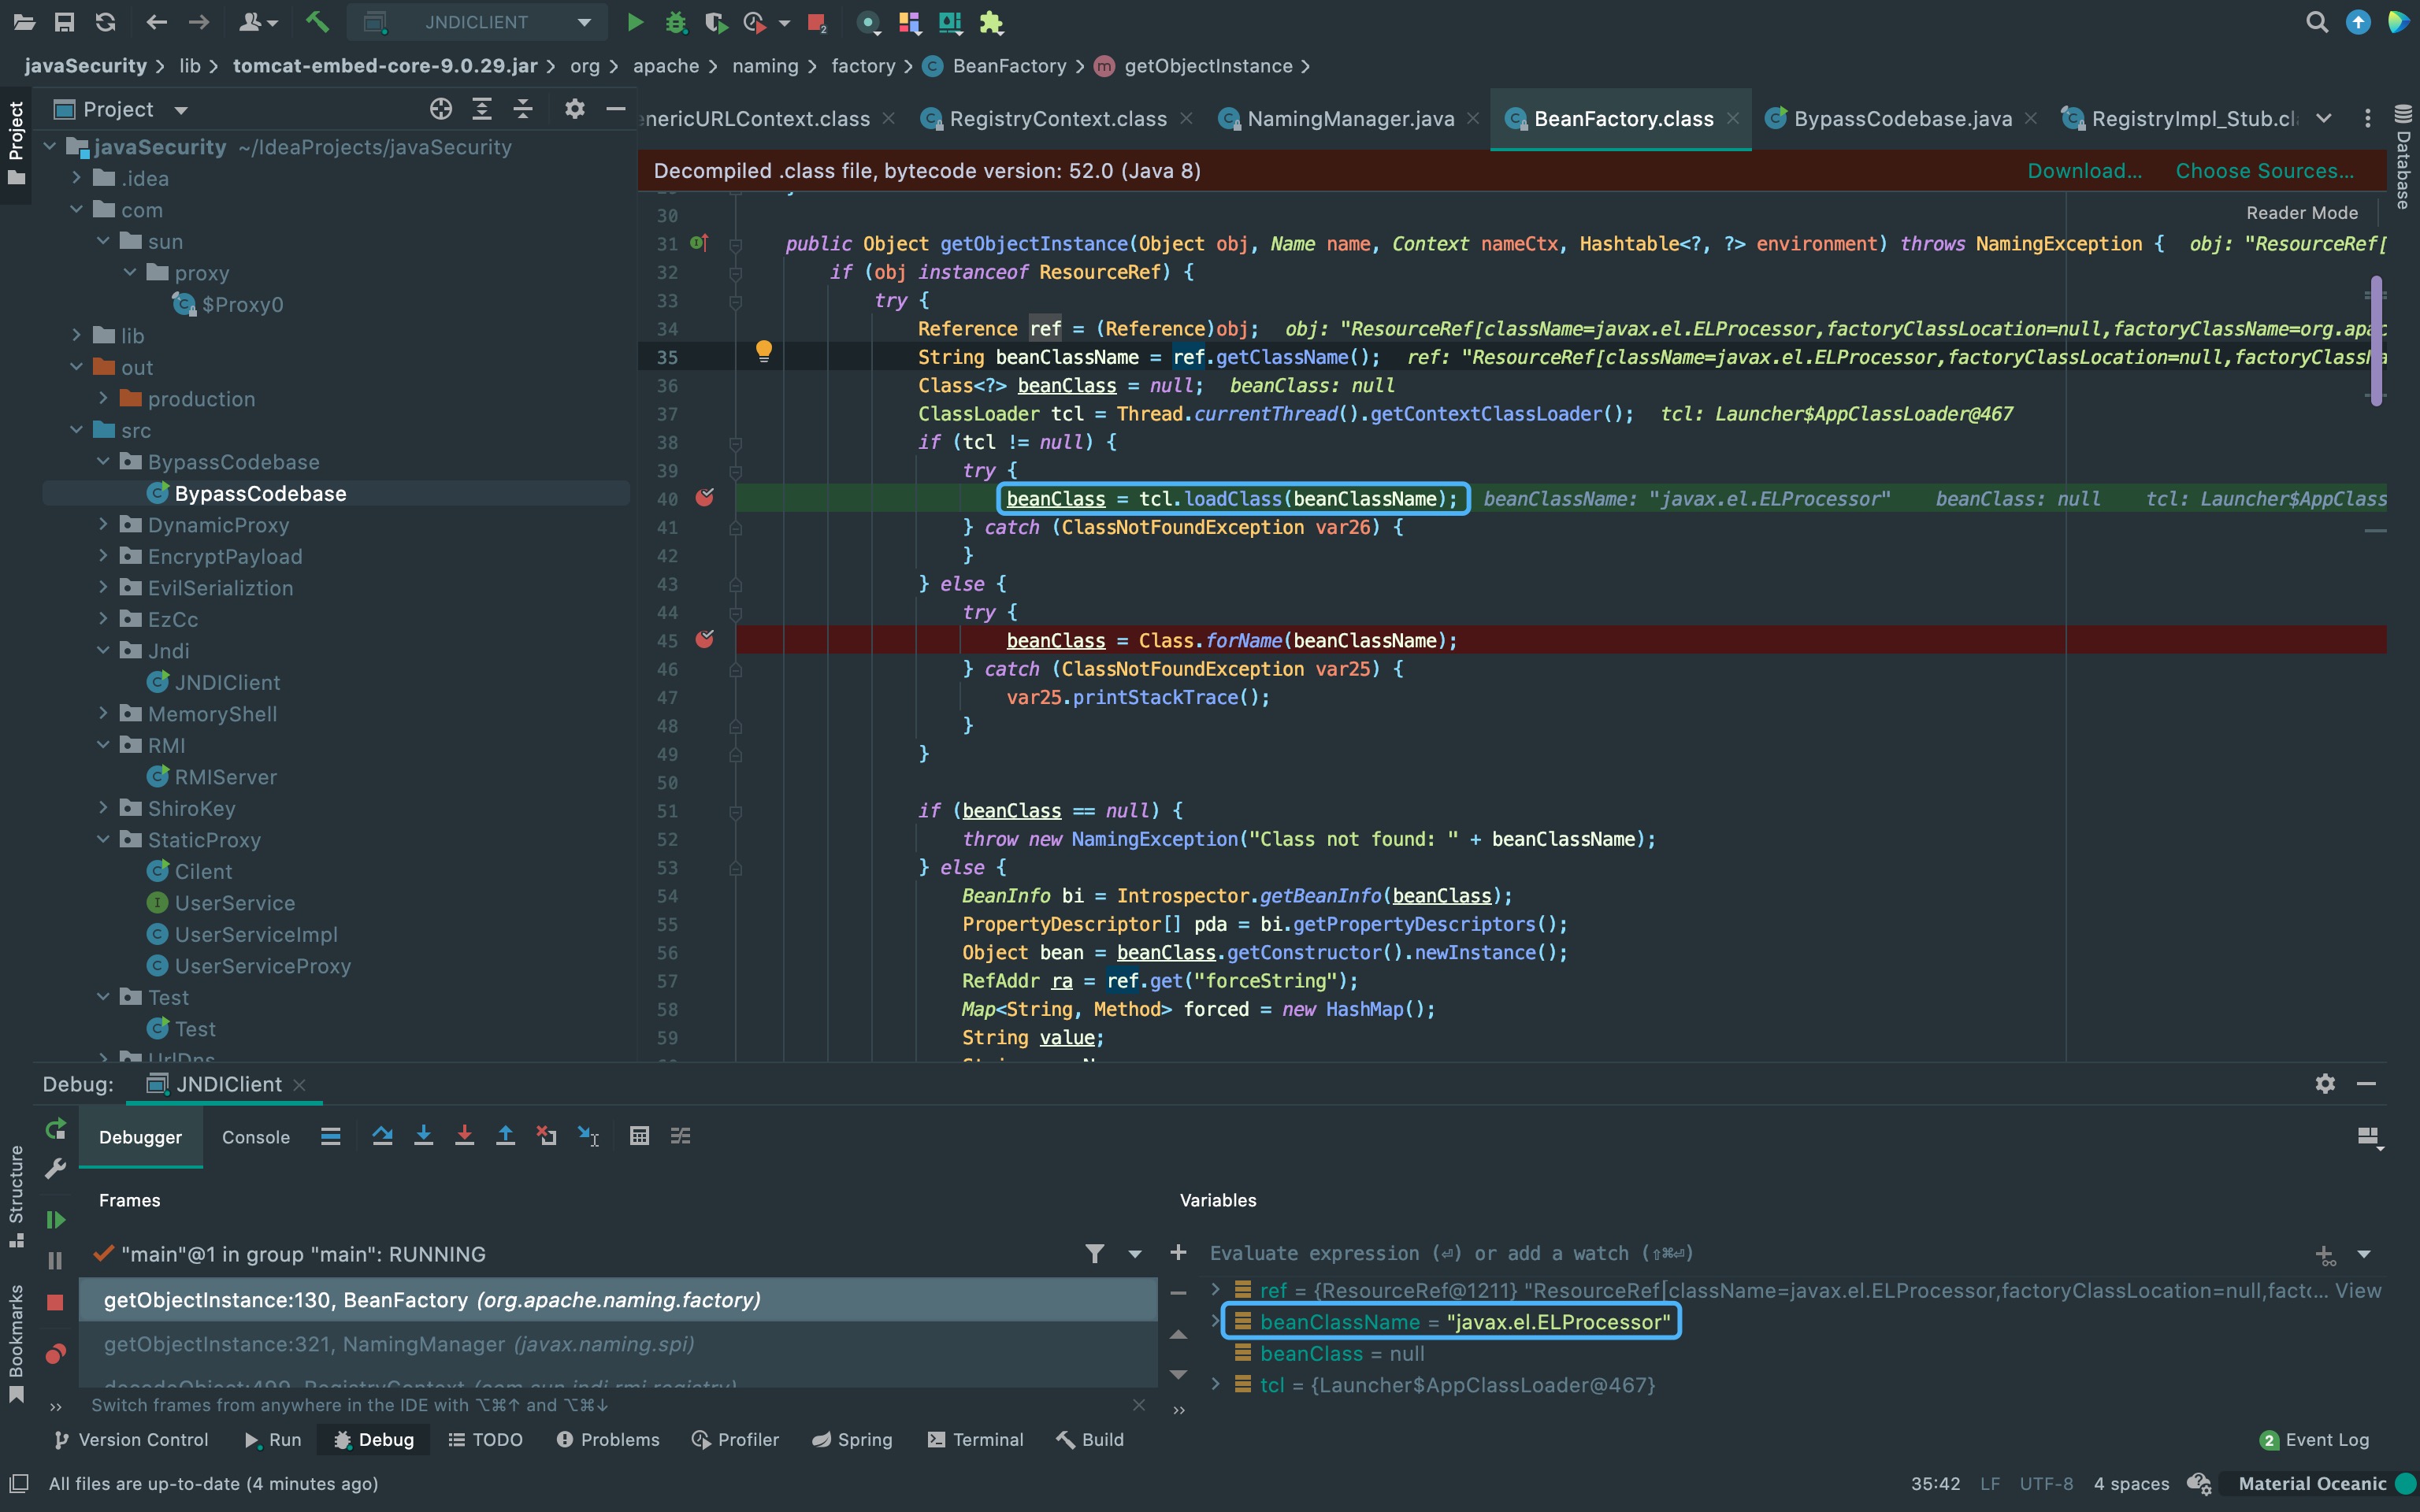 JNDICLIENT
2
javaSecurity > lib > tomcat-embed-core-9.0.29.jar > org > apache > naming > factory > BeanFactory > getObjectInstance >
Project
nericURLContext.class
RegistryContext.class
NamingManager.java
BeanFactory.class
BypassCodebase.java
RegistryImpl_Stub.cl
Project
Structure
Bookmarks
Database
javaSecurity ~/IdeaProjects/javaSecurity
.idea
com
sun
proxy
$Proxy0
lib
out
production
src
BypassCodebase
BypassCodebase
DynamicProxy
EncryptPayload
EvilSerializtion
EzCc
Jndi
JNDIClient
MemoryShell
RMI
RMIServer
ShiroKey
StaticProxy
Cilent
UserService
UserServiceImpl
UserServiceProxy
Test
Test
UrlDns
Decompiled .class file, bytecode version: 52.0 (Java 8)
Download...
Choose Sources...
Reader Mode
30
31 public Object getObjectInstance(Object obj, Name name, Context nameCtx, Hashtable<?, ?> environment) throws NamingException { obj: "ResourceRef[
32 if (obj instanceof ResourceRef) {
33 try {
34 Reference ref = (Reference)obj; obj: "ResourceRef[className=javax.el.ELProcessor,factoryClassLocation=null,factoryClassName=org.apac
35 String beanClassName = ref.getClassName(); ref: "ResourceRef[className=javax.el.ELProcessor,factoryClassLocation=null,factoryClassNa
36 Class<?> beanClass = null; beanClass: null
37 ClassLoader tcl = Thread.currentThread().getContextClassLoader(); tcl: Launcher$AppClassLoader@467
38 if (tcl != null) {
39 try {
40 beanClass = tcl.loadClass(beanClassName); beanClassName: "javax.el.ELProcessor" beanClass: null tcl: Launcher$AppClass
41 } catch (ClassNotFoundException var26) {
42 }
43 } else {
44 try {
45 beanClass = Class.forName(beanClassName);
46 } catch (ClassNotFoundException var25) {
47 var25.printStackTrace();
48 }
49 }
50
51 if (beanClass == null) {
52 throw new NamingException("Class not found: " + beanClassName);
53 } else {
54 BeanInfo bi = Introspector.getBeanInfo(beanClass);
55 PropertyDescriptor[] pda = bi.getPropertyDescriptors();
56 Object bean = beanClass.getConstructor().newInstance();
57 RefAddr ra = ref.get("forceString");
58 Map<String, Method> forced = new HashMap();
59 String value;
Debug: JNDIClient
Debugger
Console
Frames
"main"@1 in group "main": RUNNING
getObjectInstance:130, BeanFactory (org.apache.naming.factory)
getObjectInstance:321, NamingManager (javax.naming.spi)
decodeObject:499, RegistryContext (com.sun.jndi.rmi.registry)
Switch frames from anywhere in the IDE with ⌥⌘↑ and ⌥⌘↓
Variables
Evaluate expression (⏎) or add a watch (⇧⌘⏎)
ref = {ResourceRef@1211} "ResourceRef[className=javax.el.ELProcessor,factoryClassLocation=null,factc... View
beanClassName = "javax.el.ELProcessor"
beanClass = null
tcl = {Launcher$AppClassLoader@467}
Version Control
Run
Debug
TODO
Problems
Profiler
Spring
Terminal
Build
2 Event Log
All files are up-to-date (4 minutes ago)
35:42
LF
UTF-8
4 spaces
Material Oceanic